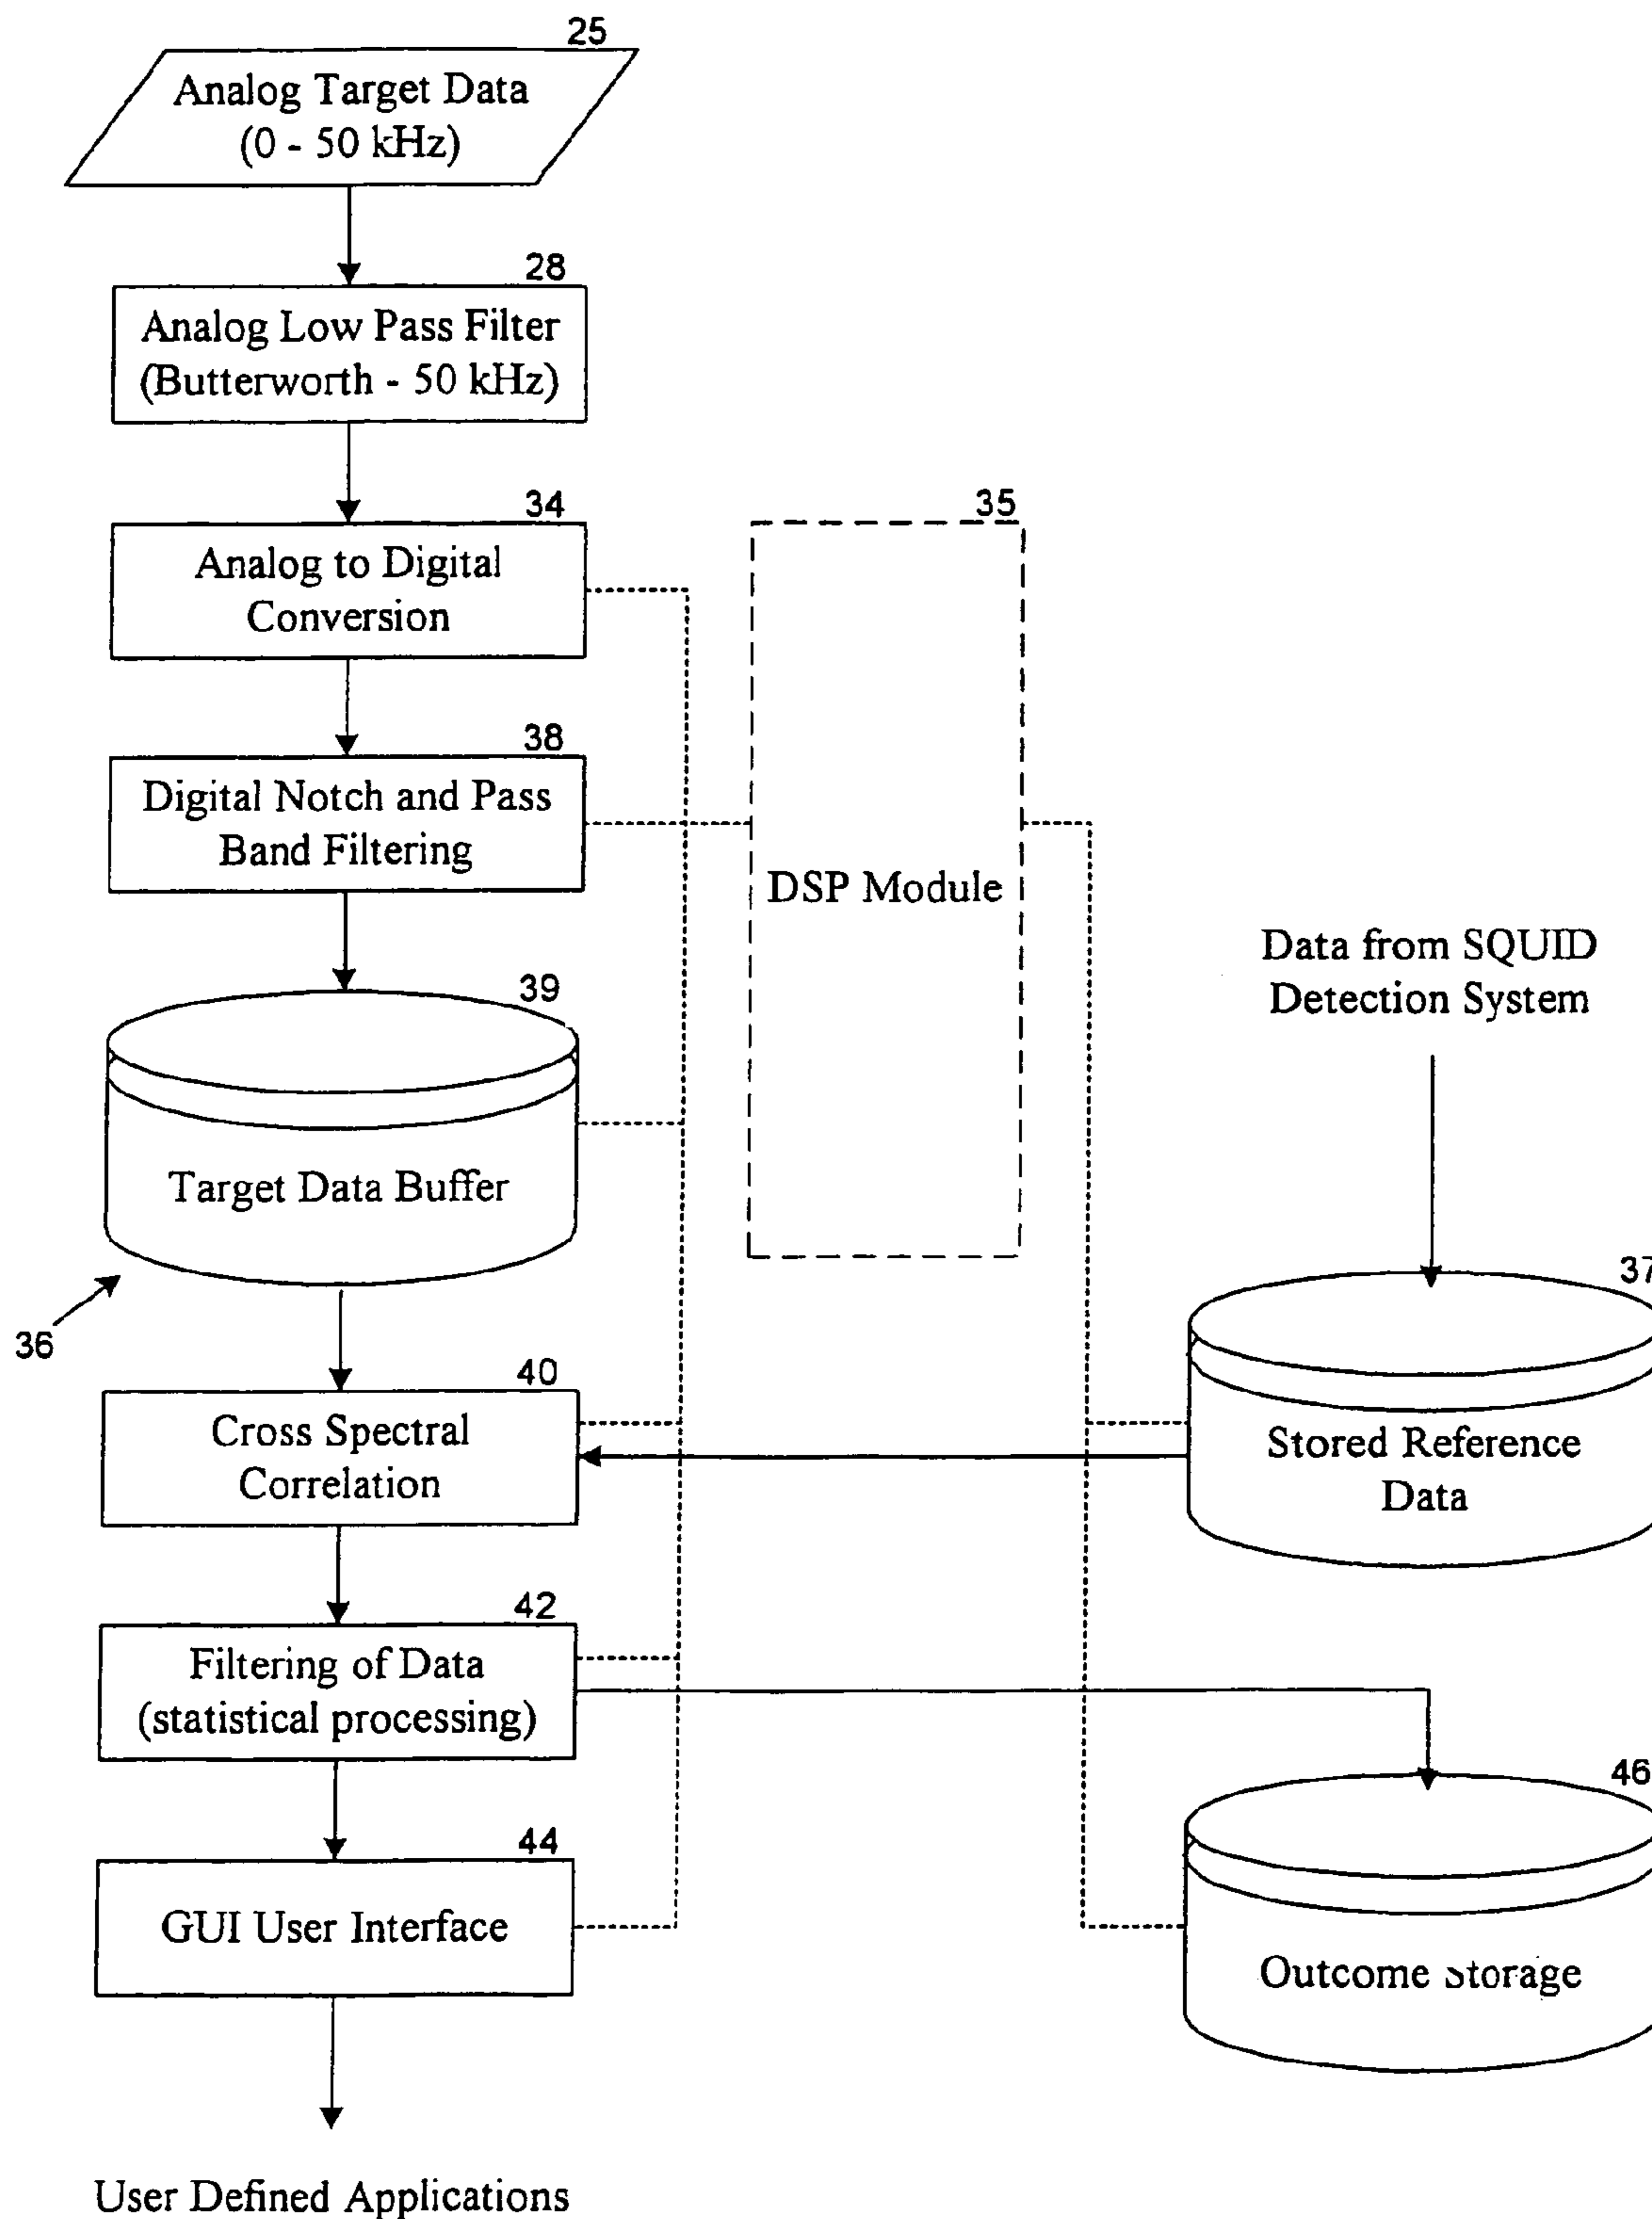 25
Analog Target Data
(0 - 50 kHz)
28
Analog Low Pass Filter
(Butterworth - 50 kHz)
34
Analog to Digital
Conversion
35
DSP Module
38
Digital Notch and Pass
Band Filtering
39
Target Data Buffer
36
Data from SQUID
Detection System
37
Stored Reference
Data
40
Cross Spectral
Correlation
42
Filtering of Data
(statistical processing)
44
GUI User Interface
46
Outcome Storage
User Defined Applications